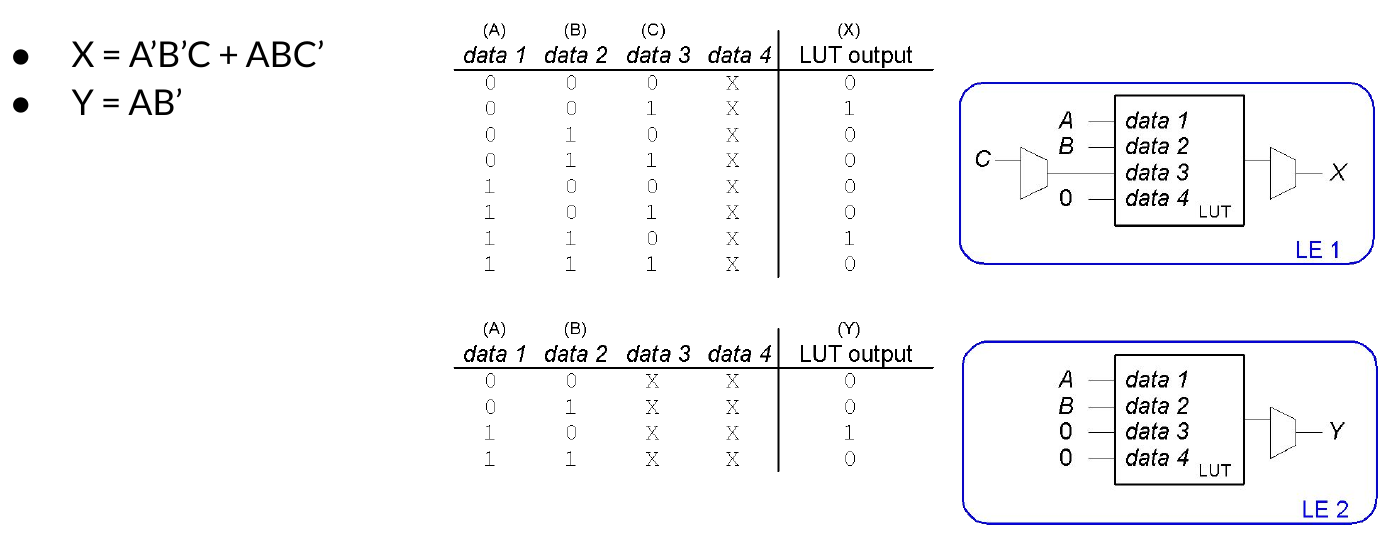 ● X = A’B’C + ABC’
● Y = AB’
(A) (B) (C) (X)
data 1 data 2 data 3 data 4 LUT output
0 0 0 X 0
0 0 1 X 1
0 1 0 X 0
0 1 1 X 0
1 0 0 X 0
1 0 1 X 0
1 1 0 X 1
1 1 1 X 0
A data 1
B data 2
C data 3 X
0 data 4
LUT
LE 1
(A) (B) (Y)
data 1 data 2 data 3 data 4 LUT output
0 0 X X 0
0 1 X X 0
1 0 X X 1
1 1 X X 0
A data 1
B data 2
0 data 3 Y
0 data 4
LUT
LE 2